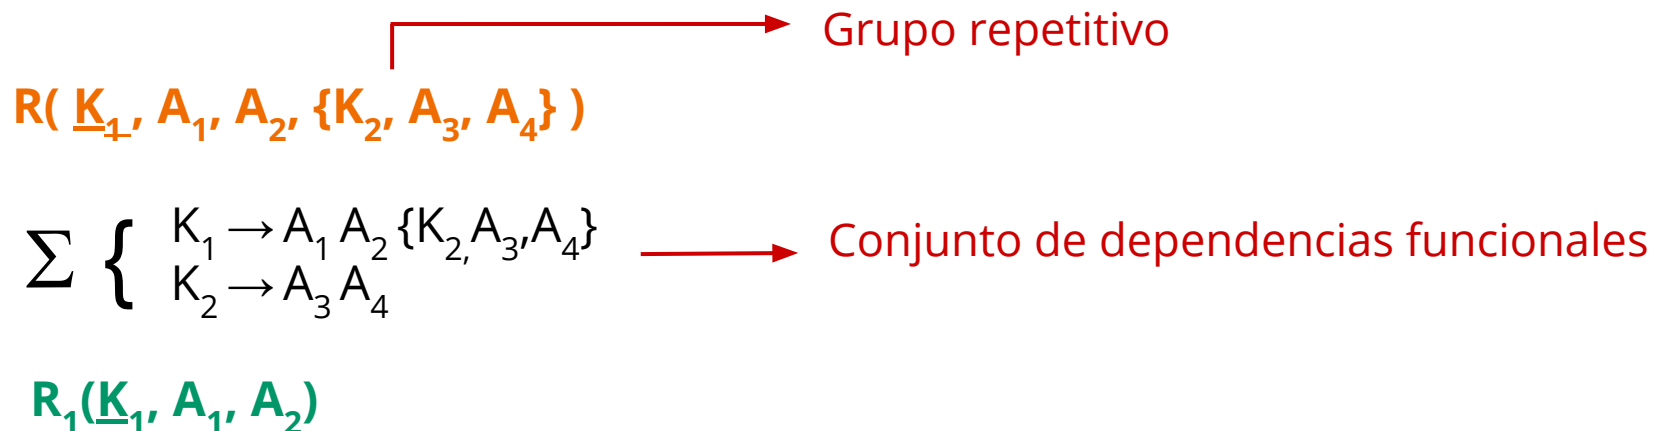 Grupo repetitivo
R( K1 , A1, A2, {K2, A3, A4} )
Σ { K1 → A1 A2 {K2, A3,A4}
K2 → A3 A4
Conjunto de dependencias funcionales
R1(K1, A1, A2)